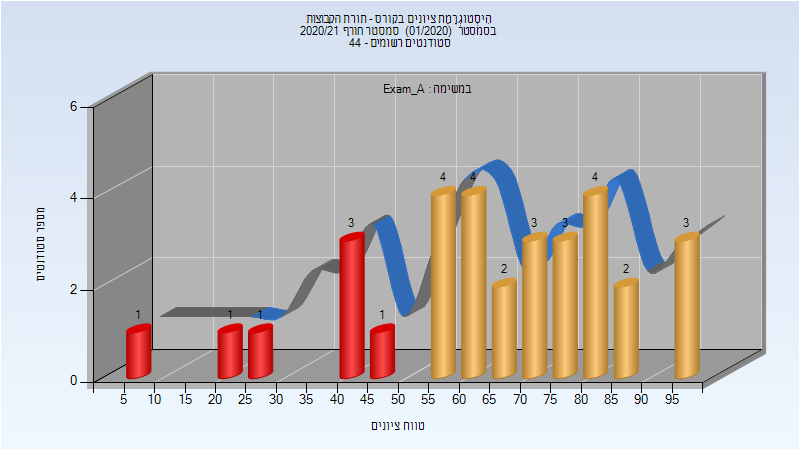 היסטוגרמת ציונים בקורס - תורת הקבוצות
בסמסטר (01/2020) סמסטר חורף 2020/21
סטודנטים רשומים - 44
במשימה : Exam_A
מספר סטודנטים
6
4
2
0
1
1
1
3
1
4
4
2
3
3
4
2
3
5 10 15 20 25 30 35 40 45 50 55 60 65 70 75 80 85 90 95
טווח ציונים